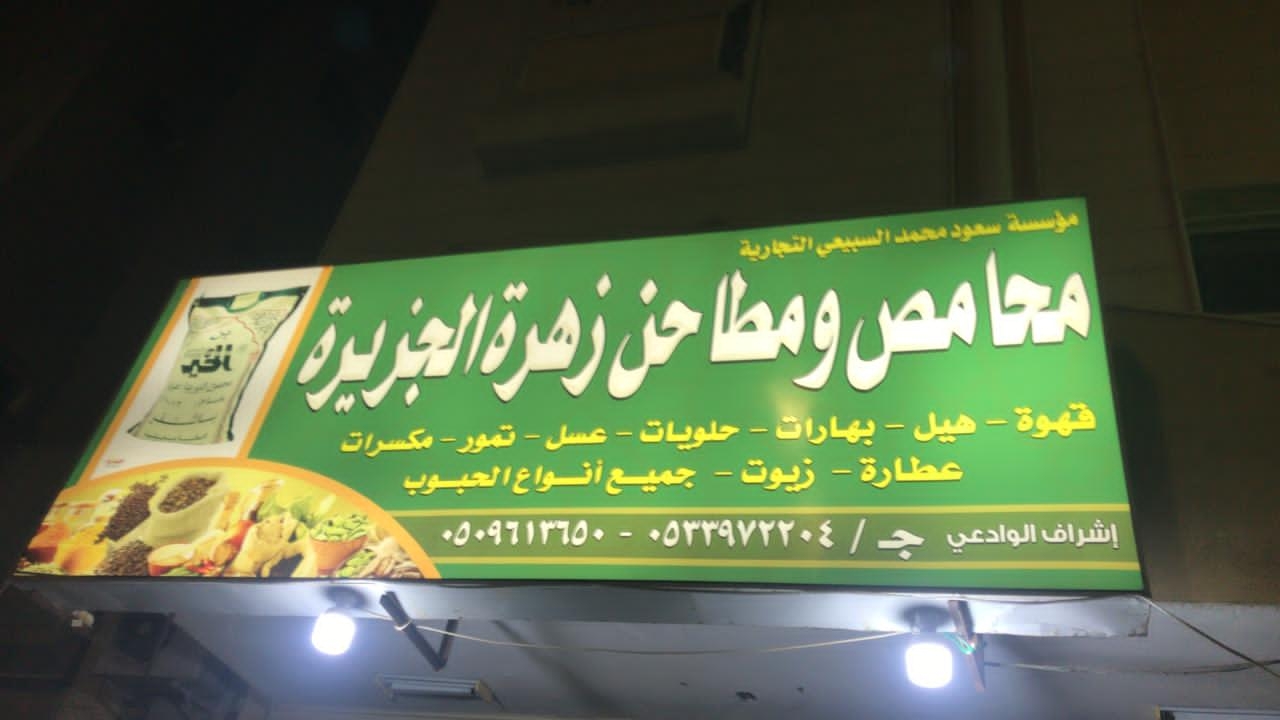 مؤسسة سعود محمد السبيعي التجارية
محامص ومطاحن زهرة الجزيرة
قهوة - هيل - بهارات - حلويات - عسل - تمور - مكسرات
عطارة - زيوت - جميع أنواع الحبوب
إشراف الوادعي جـ / ٠٥٣٣٩٧٢٢٠٤ - ٠٥٠٩٦١٣٦٥٠